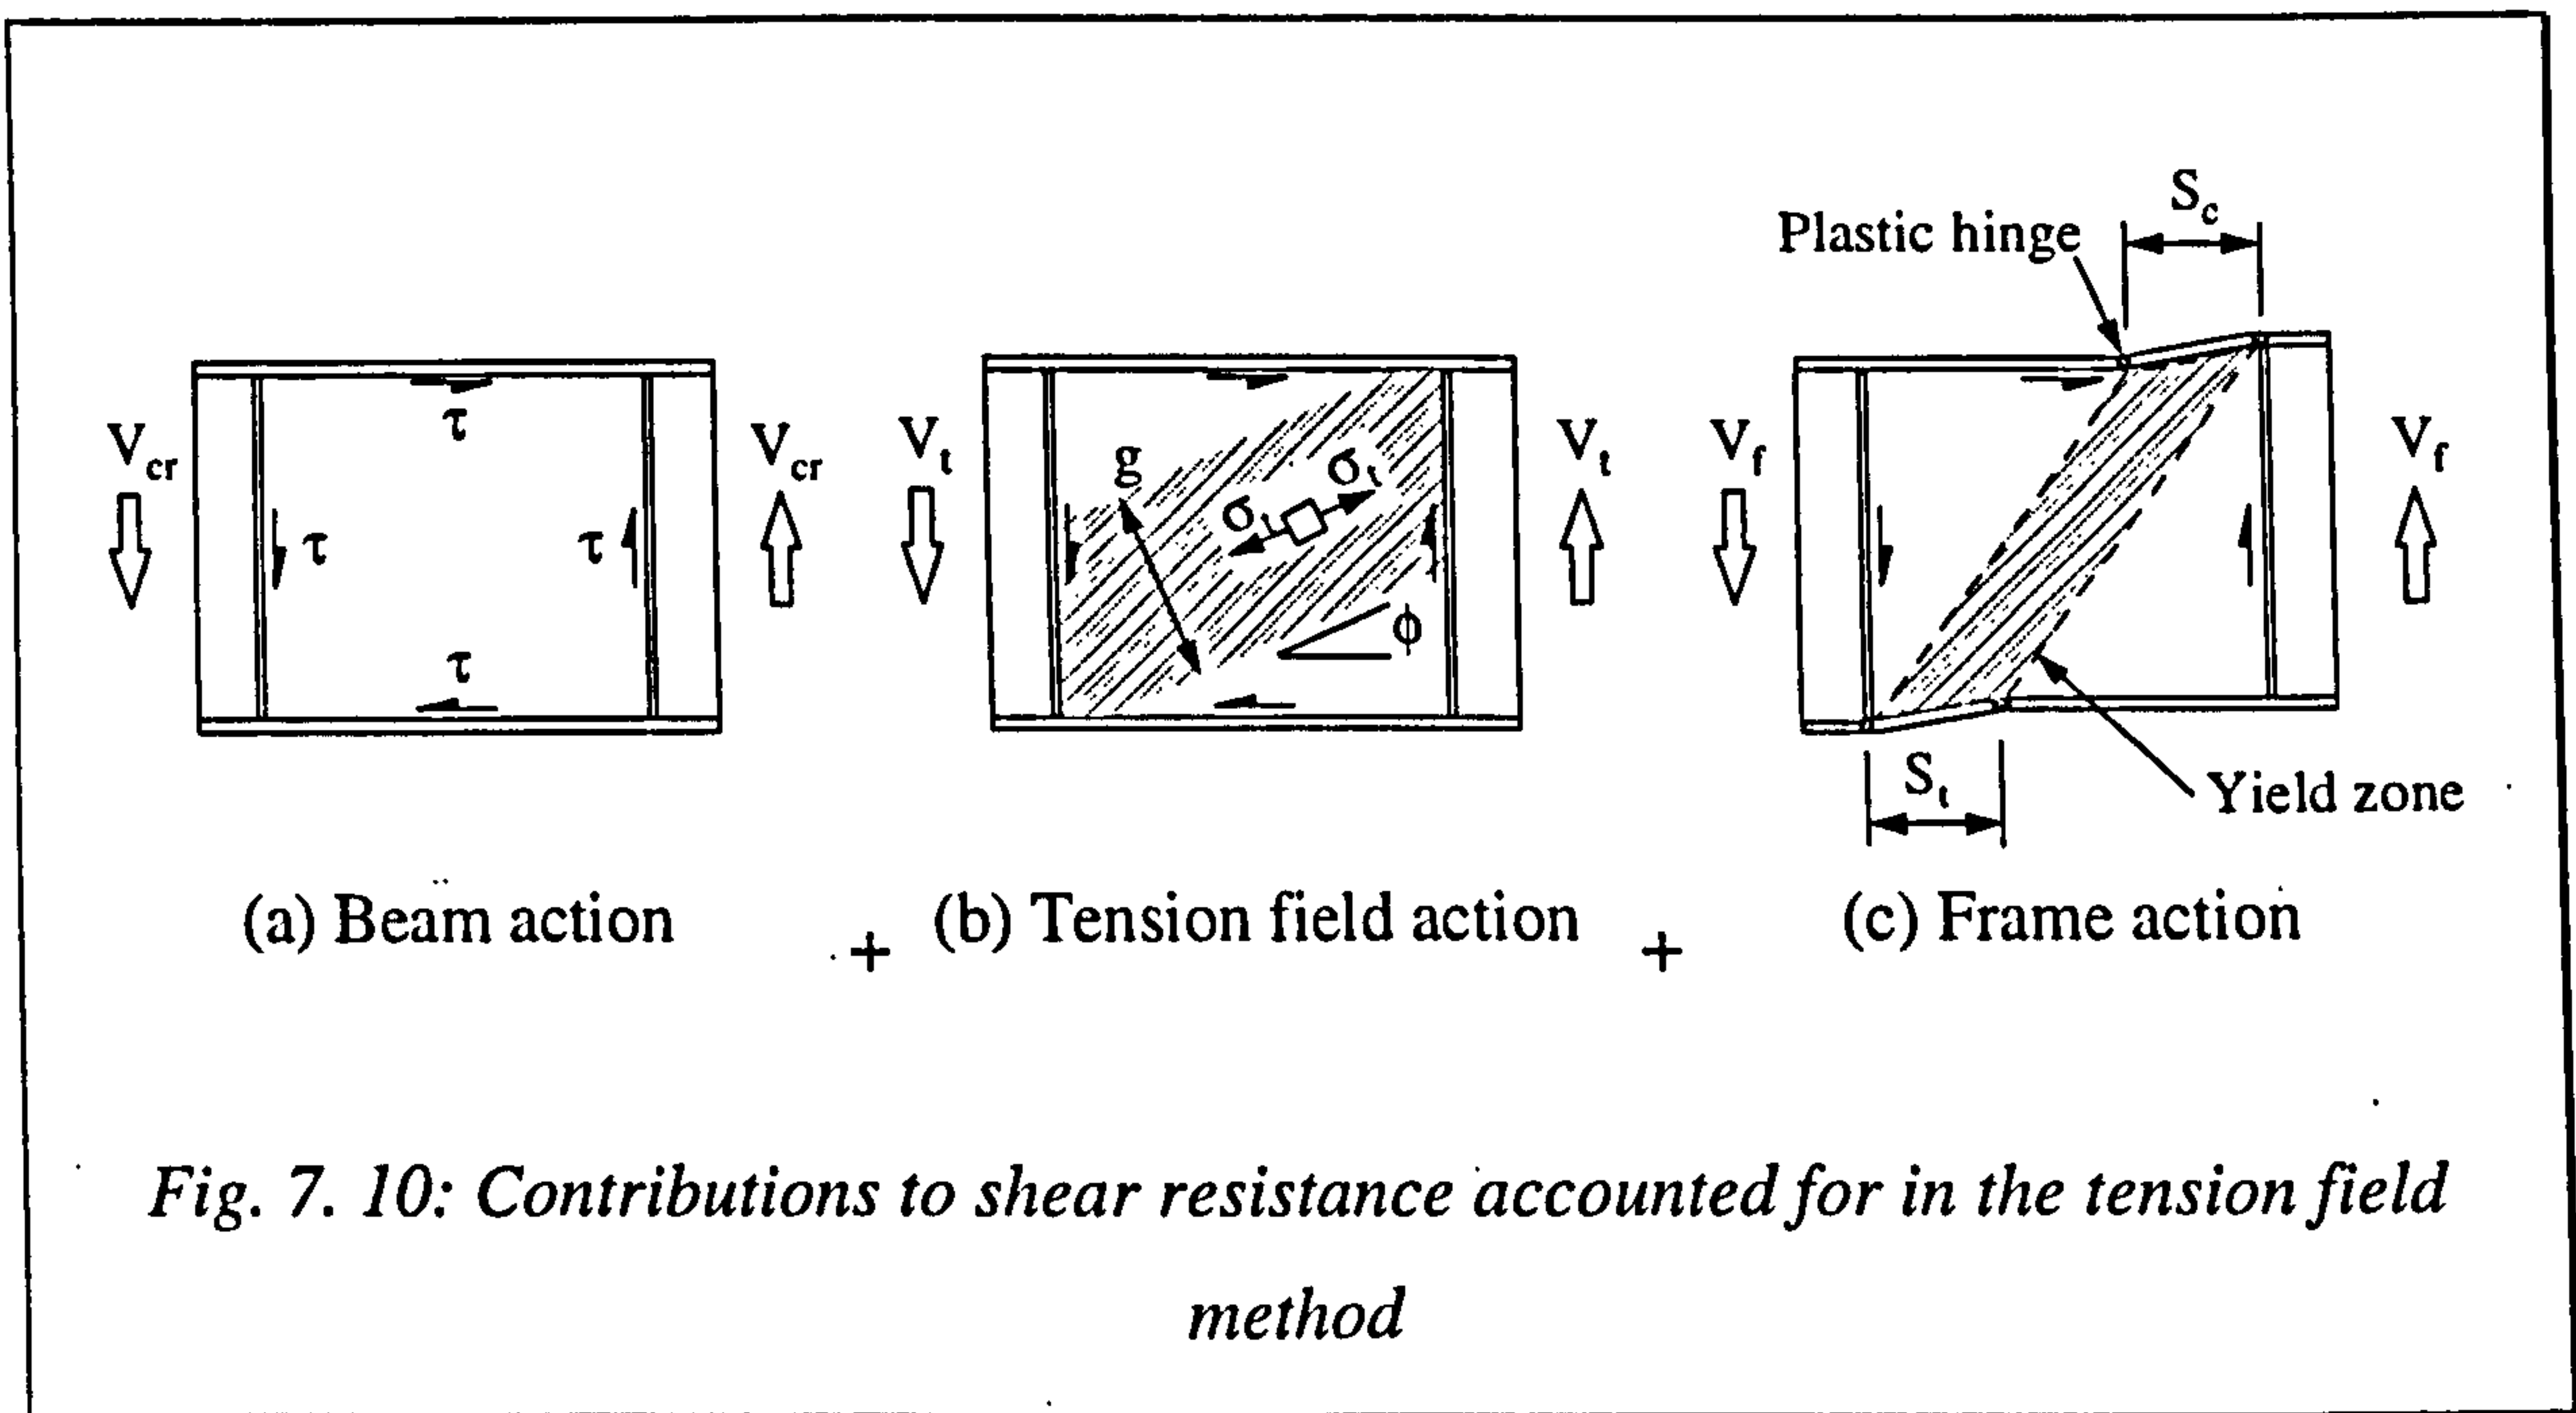 S_c
Plastic hinge
V_cr τ V_cr V_t g σ_t V_t V_f V_f
τ τ σ_t
φ
τ
S_t
Yield zone
(a) Beam action + (b) Tension field action + (c) Frame action
Fig. 7. 10: Contributions to shear resistance accounted for in the tension field
method